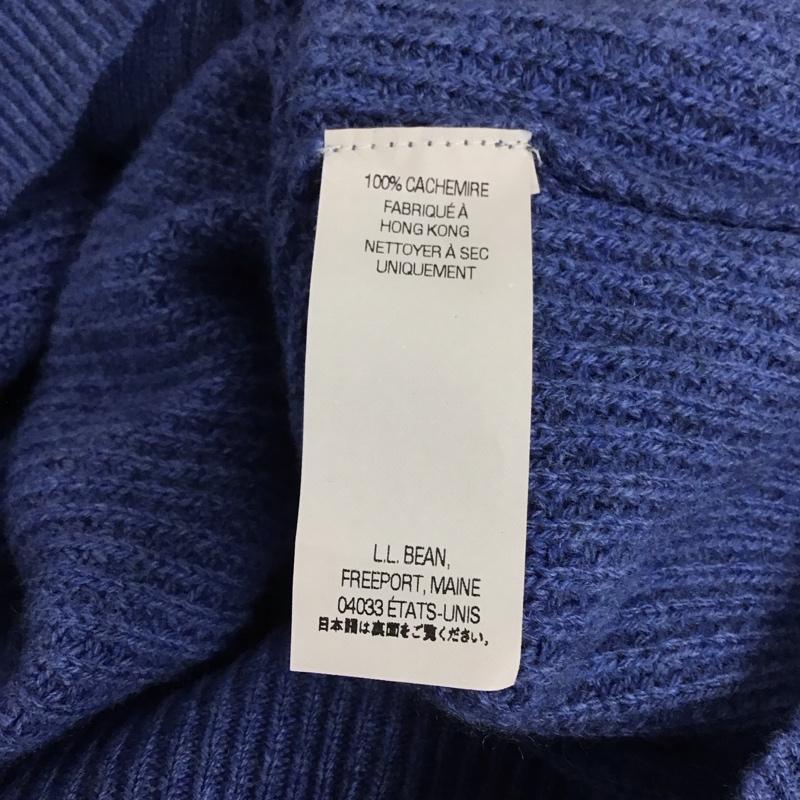 100% CACHEMIRE
FABRIQUÉ À
HONG KONG
NETTOYER À SEC
UNIQUEMENT
L.L. BEAN,
FREEPORT, MAINE
04033 ÉTATS-UNIS
日本語は裏面をご覧ください。